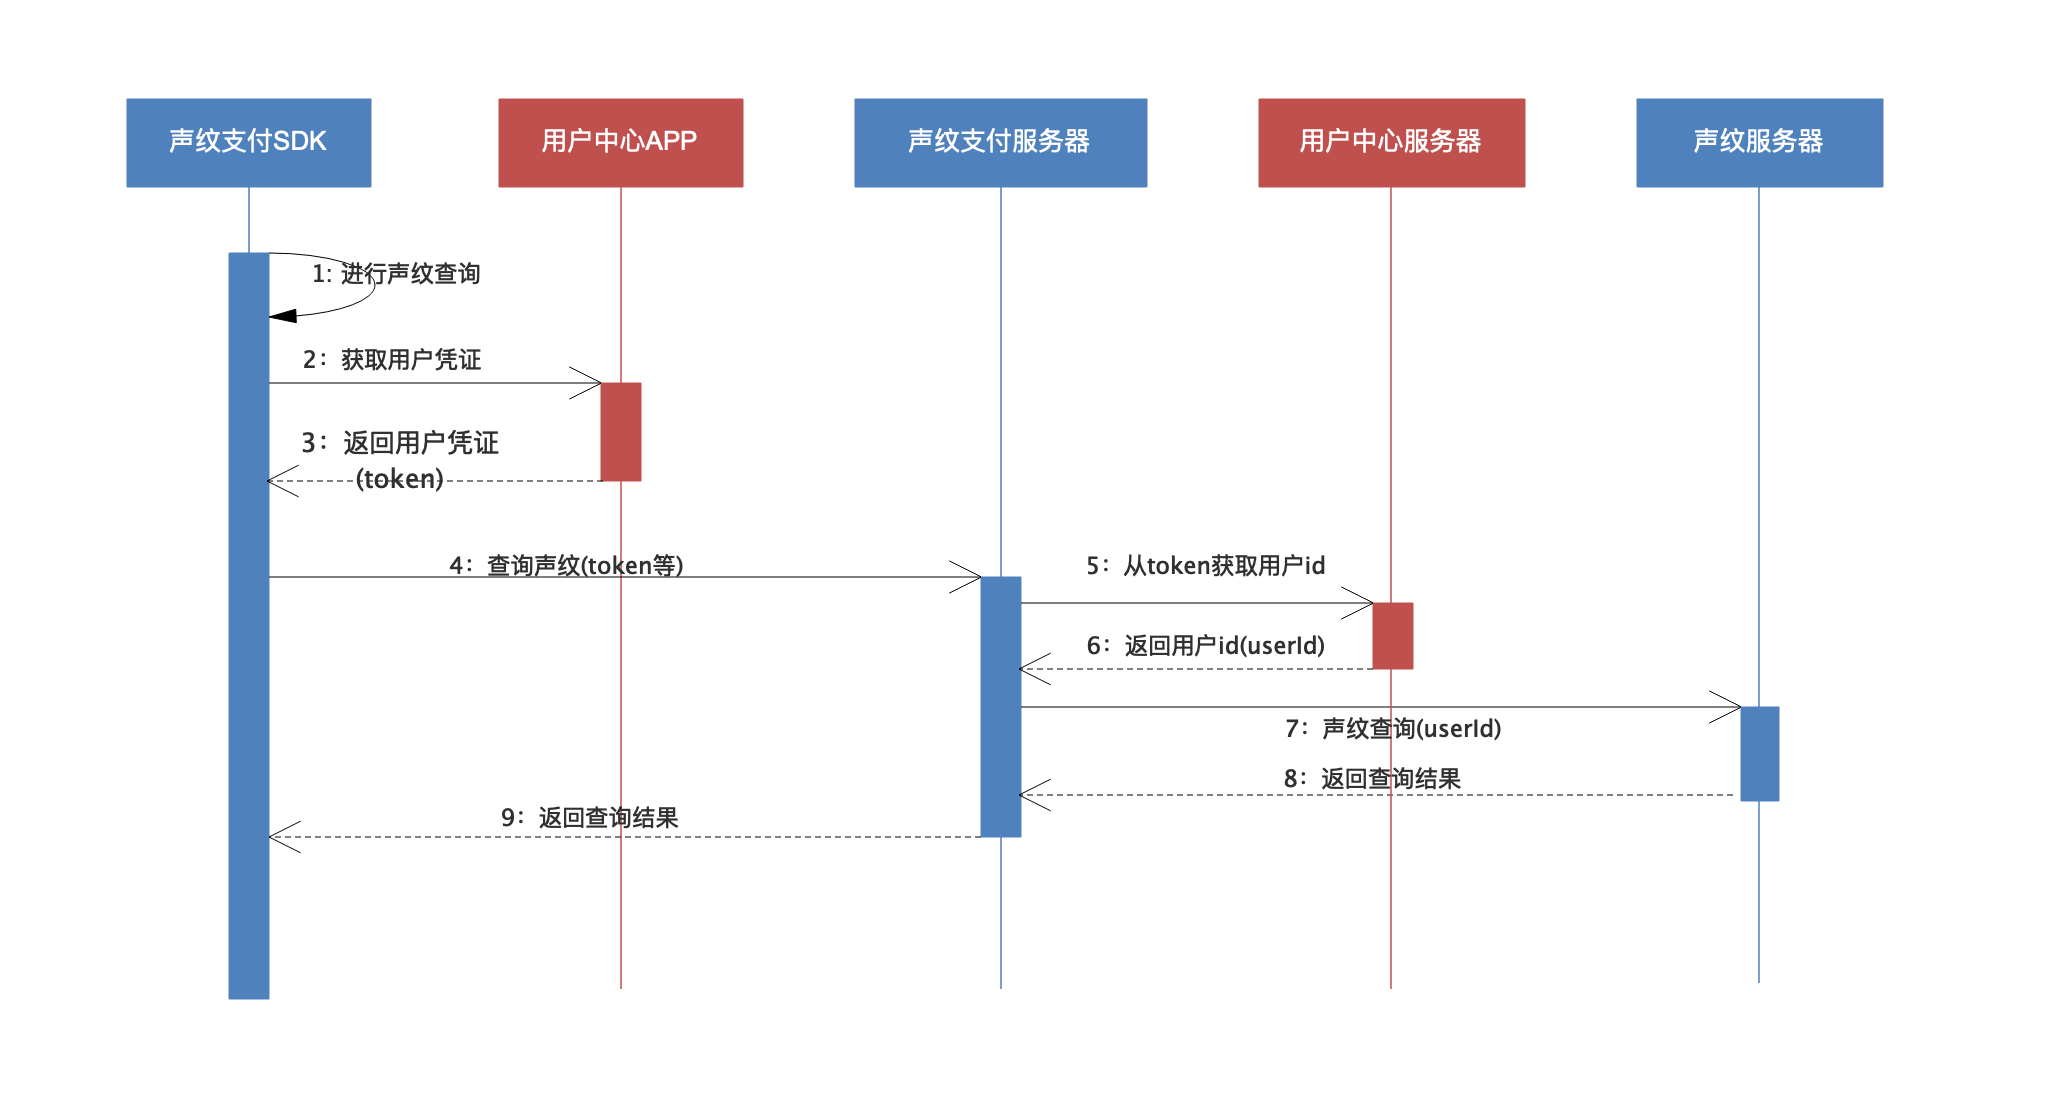 声纹支付SDK
用户中心APP
声纹支付服务器
用户中心服务器
声纹服务器
1: 进行声纹查询
2：获取用户凭证
3：返回用户凭证
(token)
4：查询声纹(token等)
5：从token获取用户id
6：返回用户id(userId)
7：声纹查询(userId)
8：返回查询结果
9：返回查询结果